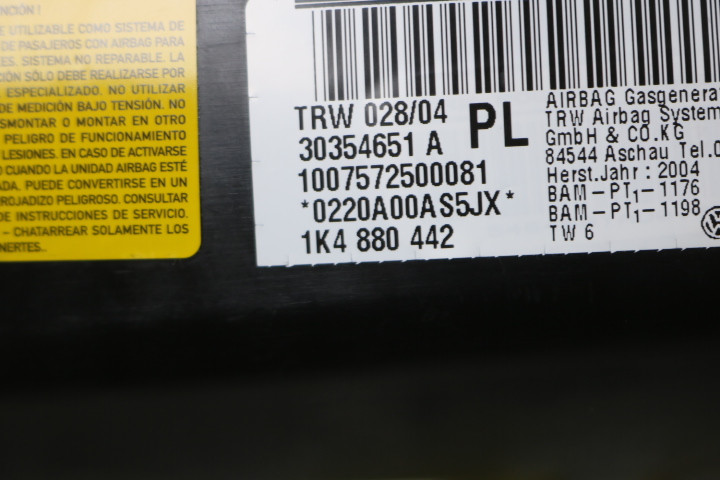 NCIÓN !
E UTILIZABLE COMO SISTEMA DE
DE PASAJEROS CON AIRBAG PARA
ES. SISTEMA NO REPARABLE. LA
CIÓN SÓLO DEBE REALIZARSE POR
ESPECIALIZADO. NO UTILIZAR
DE MEDICIÓN BAJO TENSIÓN. NO
SMONTAR O MONTAR EN OTRO
PELIGRO DE FUNCIONAMIENTO
LESIONES. EN CASO DE ACTIVARSE
O CUANDO LA UNIDAD AIRBAG ESTÉ
ADA, PUEDE CONVERTIRSE EN UN
ROJADIZO PELIGROSO. CONSULTAR
DE INSTRUCCIONES DE SERVICIO.
– CHATARREAR SOLAMENTE LOS
NERTES..
TRW 028/04 PL
30354651 A
1007572500081
*0220A00AS5JX*
1K4 880 442
AIRBAG Gasgenerat
TRW Airbag System
GmbH & CO.KG
84544 Aschau Tel.0
Herst.Jahr: 2004
BAM-PT1-1176
BAM-PT1-1198
TW 6